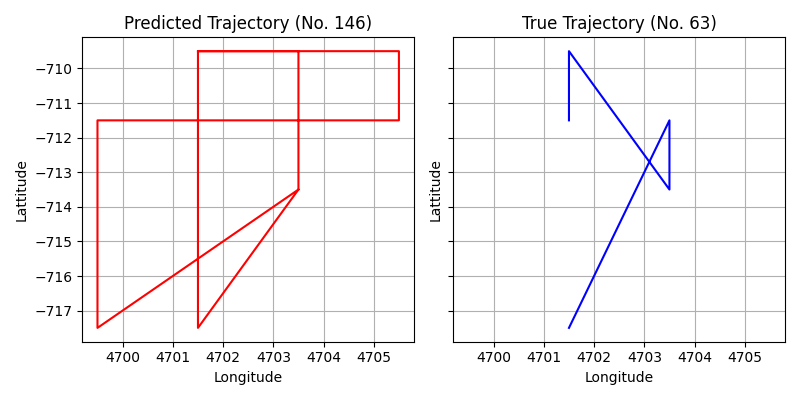 Predicted Trajectory (No. 146)
True Trajectory (No. 63)
−710
−711
−712
−713
−714
−715
−716
−717
Lattitude
Lattitude
4700 4701 4702 4703 4704 4705
4700 4701 4702 4703 4704 4705
Longitude
Longitude